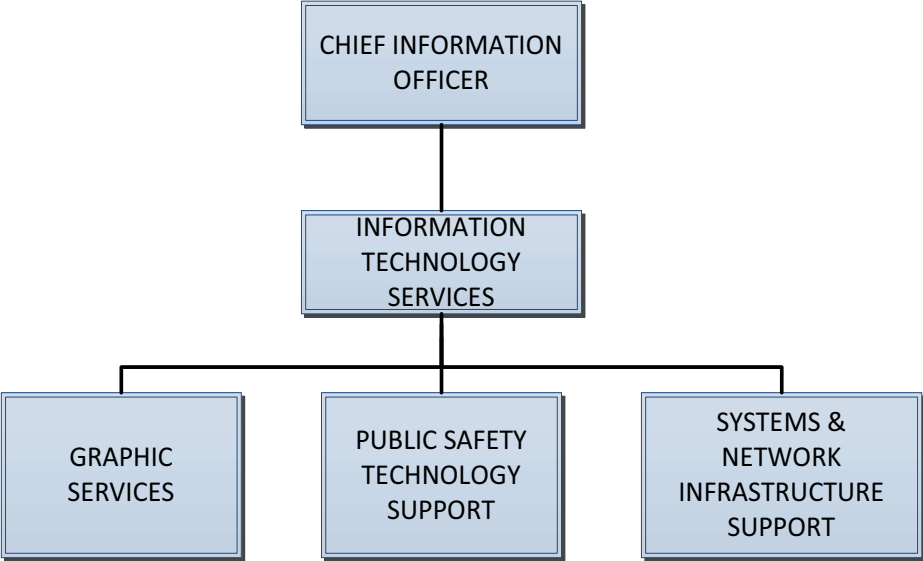 CHIEF INFORMATION
OFFICER
INFORMATION
TECHNOLOGY
SERVICES
GRAPHIC
SERVICES
PUBLIC SAFETY
TECHNOLOGY
SUPPORT
SYSTEMS &
NETWORK
INFRASTRUCTURE
SUPPORT